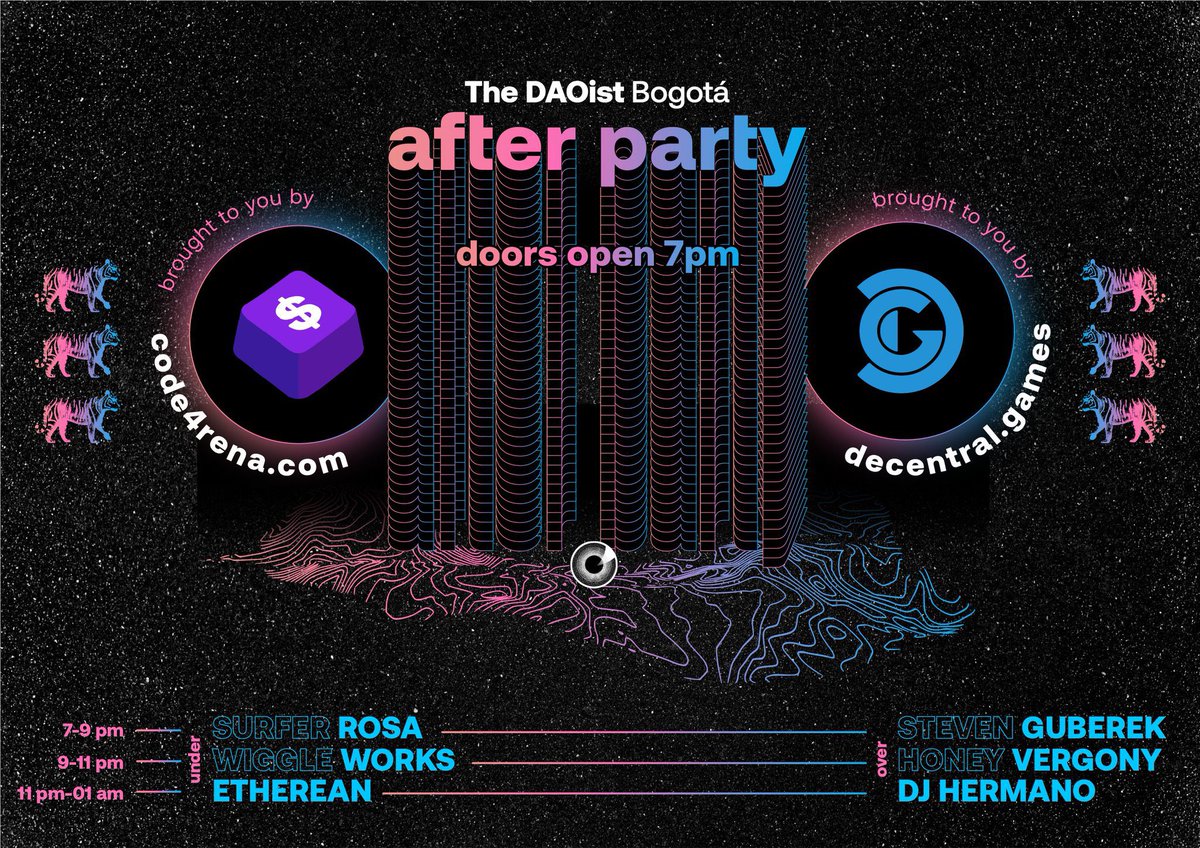 The DAOist Bogotá
after party
doors open 7pm
brought to you by
code4rena.com
brought to you by
decentral.games
7-9 pm
9-11 pm
11 pm-01 am
under
SURFER ROSA
WIGGLE WORKS
ETHEREAN
over
STEVEN GUBEREK
HONEY VERGONY
DJ HERMANO